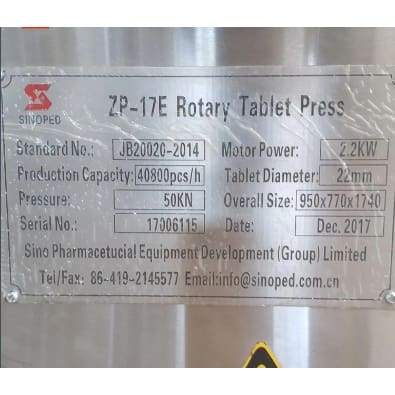 SINOPED
ZP-17E Rotary Tablet Press
Standard No.: JB20020-2014 Motor Power: 2.2KW
Production Capacity: 40800pcs/h Tablet Diameter: 22mm
Pressure: 50KN Overall Size: 950x770x1740
Serial No.: 17006115 Date: Dec. 2017
Sino Pharmacetucial Equipment Development (Group) Limited
Tel/Fax: 86-419-2145577 Email:info@sinoped.com.cn